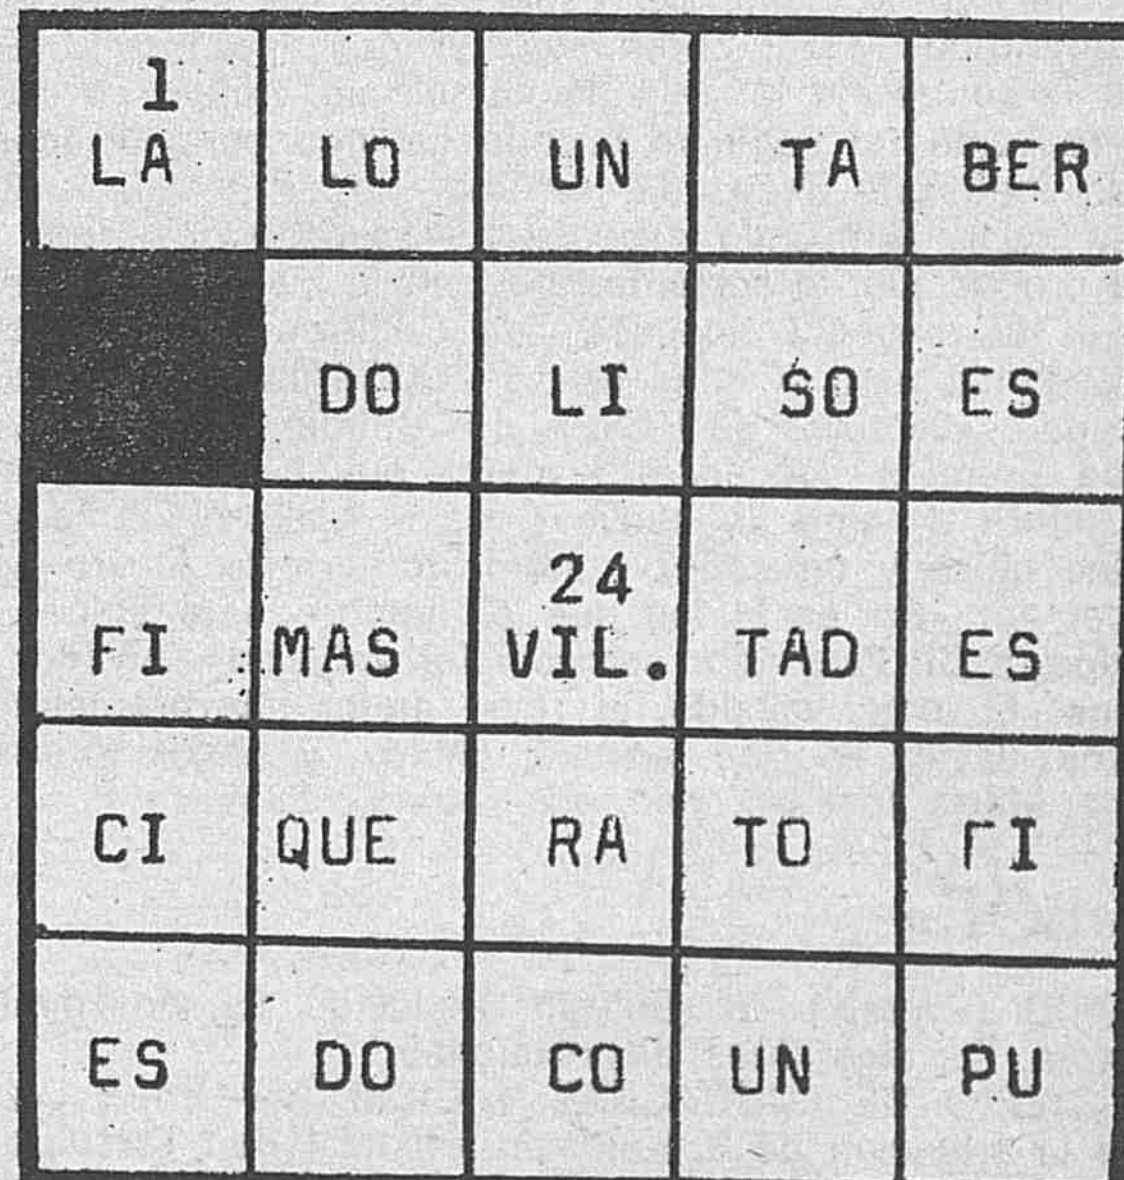 1
LA LO UN TA BER
DO LI SO ES
24
FI MAS VIL. TAD ES
CI QUE RA TO FI
ES DO CO UN PU